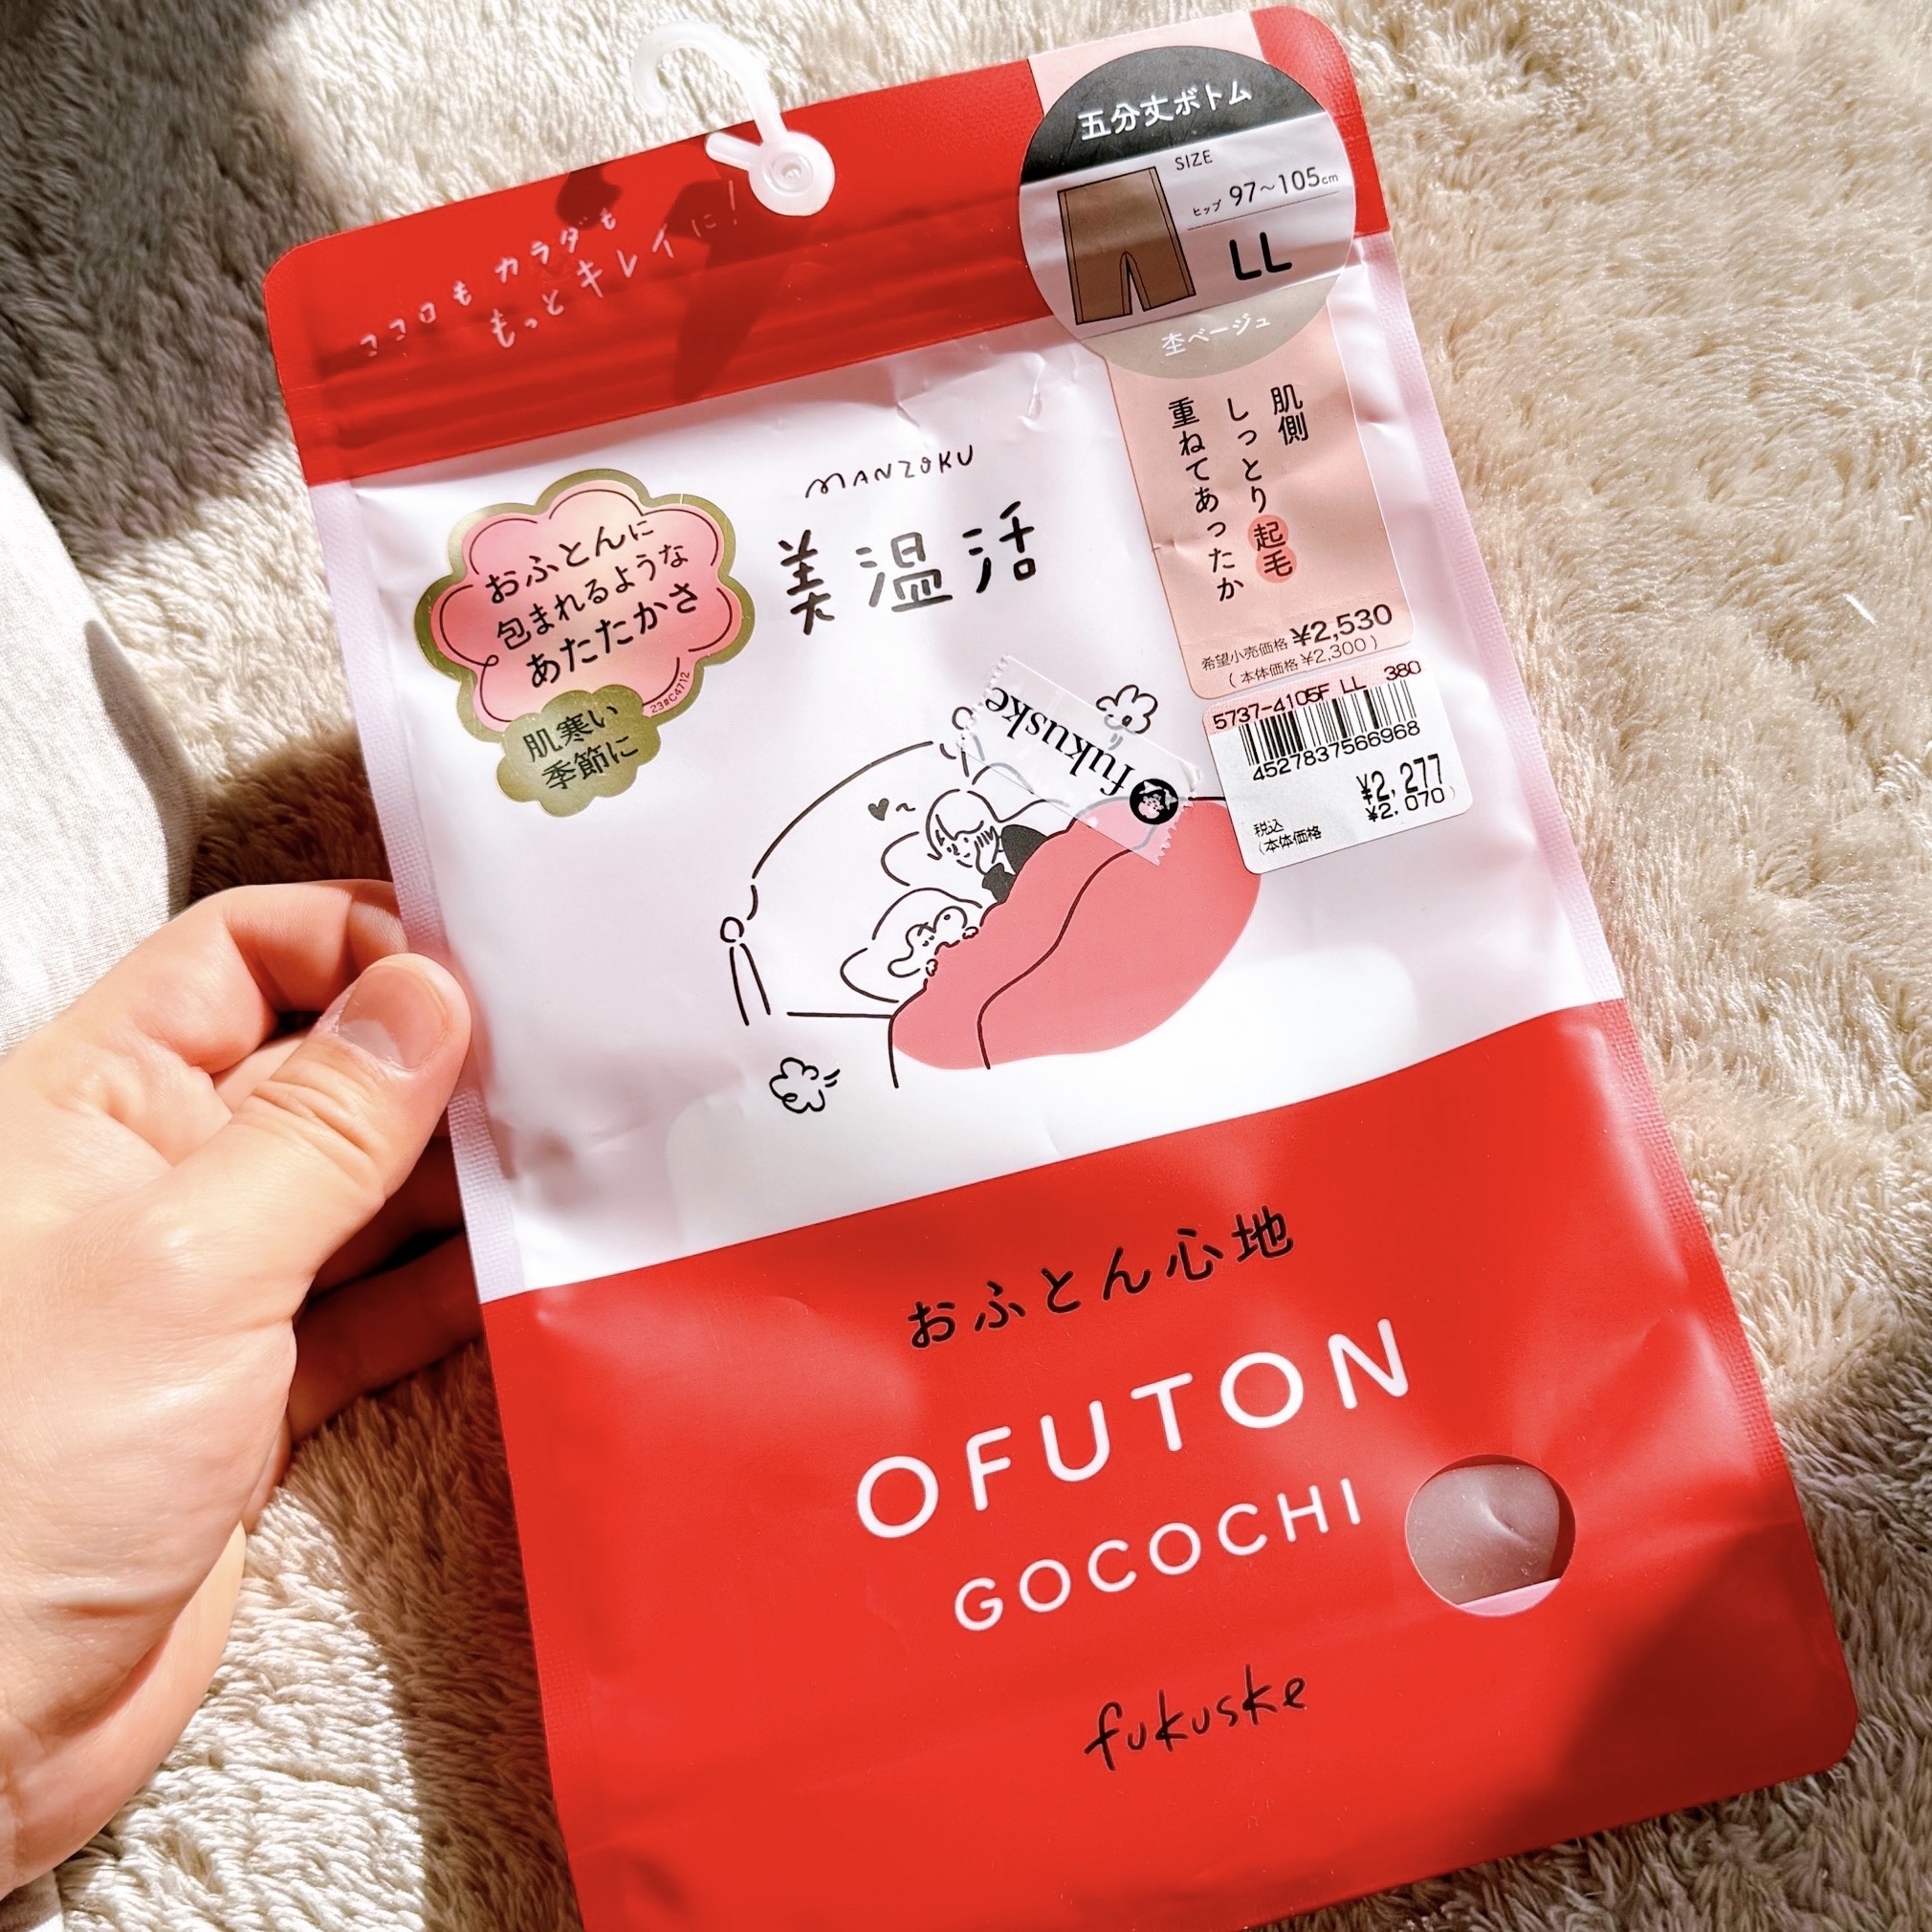 ココロも カラダも
もっとキレイに!
五分丈ボトム
SIZE
ヒップ 97~105cm
LL
杢ベージュ
肌側
しっとり起毛
重ねてあったか
希望小売価格 ¥2,530
(本体価格 ¥2,300)
5737-4105F LL 380
4527837566968
¥2,277
税込
¥2,070)
(本体価格
MANZOKU
美温活
おふとんに
包まれるような
あたたかさ
23#C4712
肌寒い
季節に
fukuske
おふとん心地
OFUTON
GOCOCHI
fukuske